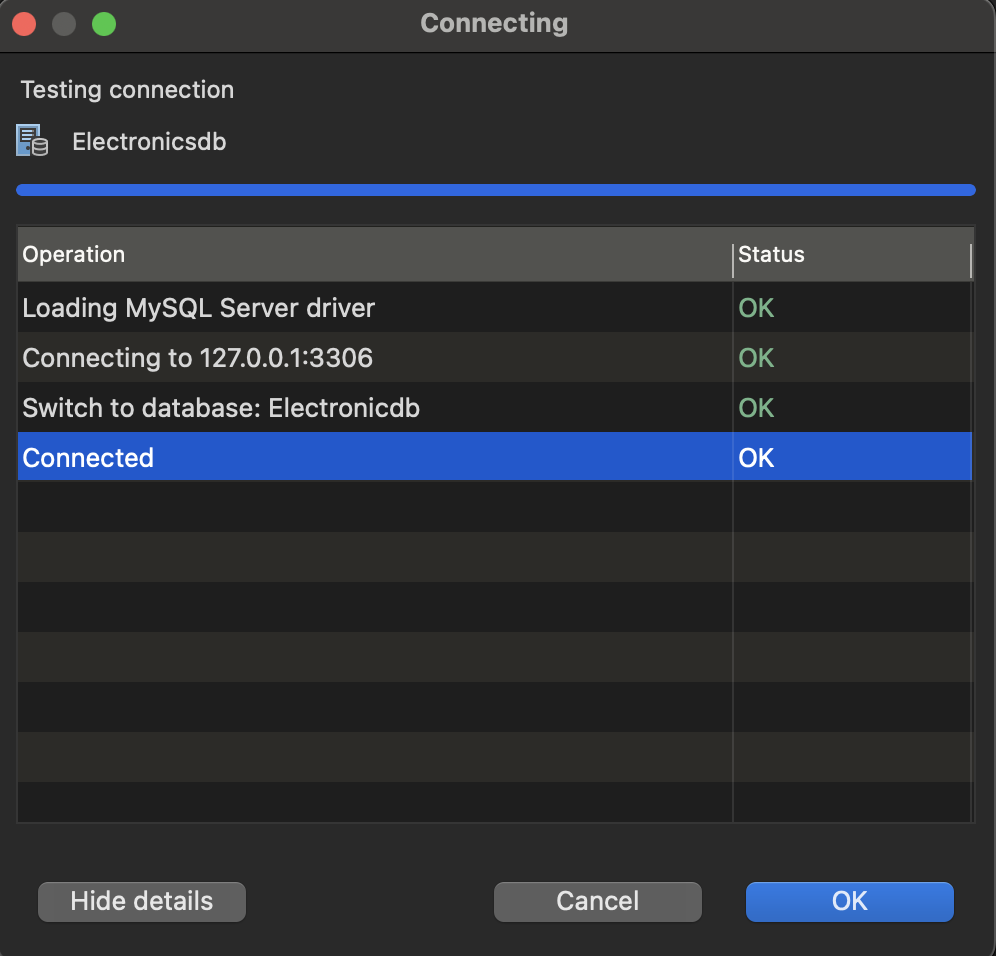 Connecting
Testing connection
Electronicsdb
Operation Status
Loading MySQL Server driver OK
Connecting to 127.0.0.1:3306 OK
Switch to database: Electronicdb OK
Connected OK
Hide details Cancel OK